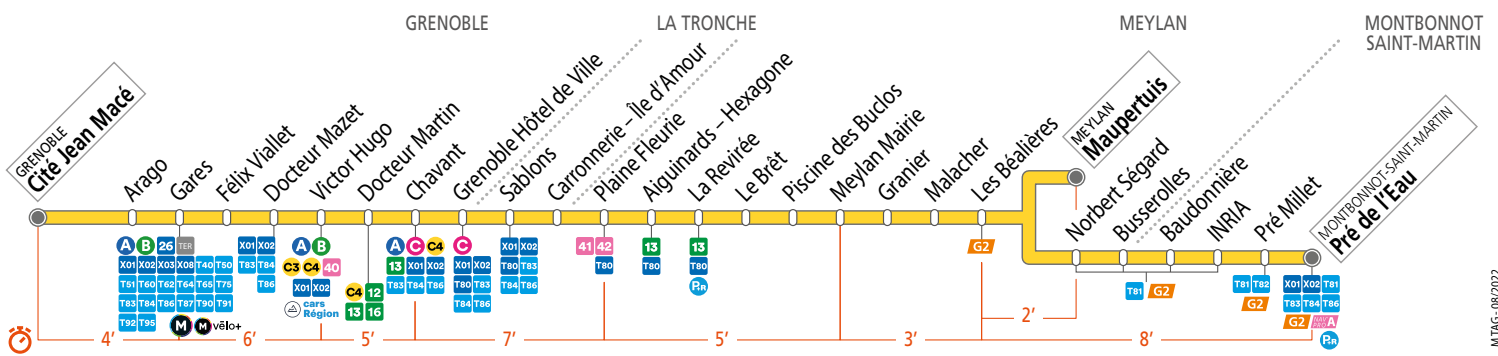 GRENOBLE
LA TRONCHE
MEYLAN
MONTBONNOT
SAINT-MARTIN
GRENOBLE
Cité Jean Macé
Arago
Gares
Félix Viallet
Docteur Mazet
Victor Hugo
Docteur Martin
Chavant
Grenoble Hôtel de Ville
Sablons
Carronnerie – Île d'Amour
Plaine Fleurie
Aiguinards – Hexagone
La Revirée
Le Brêt
Piscine des Buclos
Meylan Mairie
Granier
Malacher
Les Béalières
MEYLAN
Maupertuis
Norbert Ségard
Busserolles
Baudonnière
INRIA
Pré Millet
MONTBONNOT-SAINT-MARTIN
Pré de l'Eau
A B 26 TER
X01 X02 X03 X08 T40 T50
T51 T60 T62 T64 T65 T75
T83 T84 T86 T87 T90 T91
T92 T95 M M vélo+
X01 X02
T83 T84
T86
A B
C3 C4 40
X01 X02
cars
Région
C4 12
13 16
A C C4
13 X01 X02
T83 T84 T86
C
X01 X02
T80 T83
T84 T86
X01 X02
T80 T83
T84 T86
41 42
T80
13
T80
13
T80
P+R
G2
T81 G2
T81 T82
G2
X01 X02 T81
T83 T84 T86
G2 A
P+R
4' 6' 5' 7' 5' 3' 2' 8'
MTAG - 08/2022